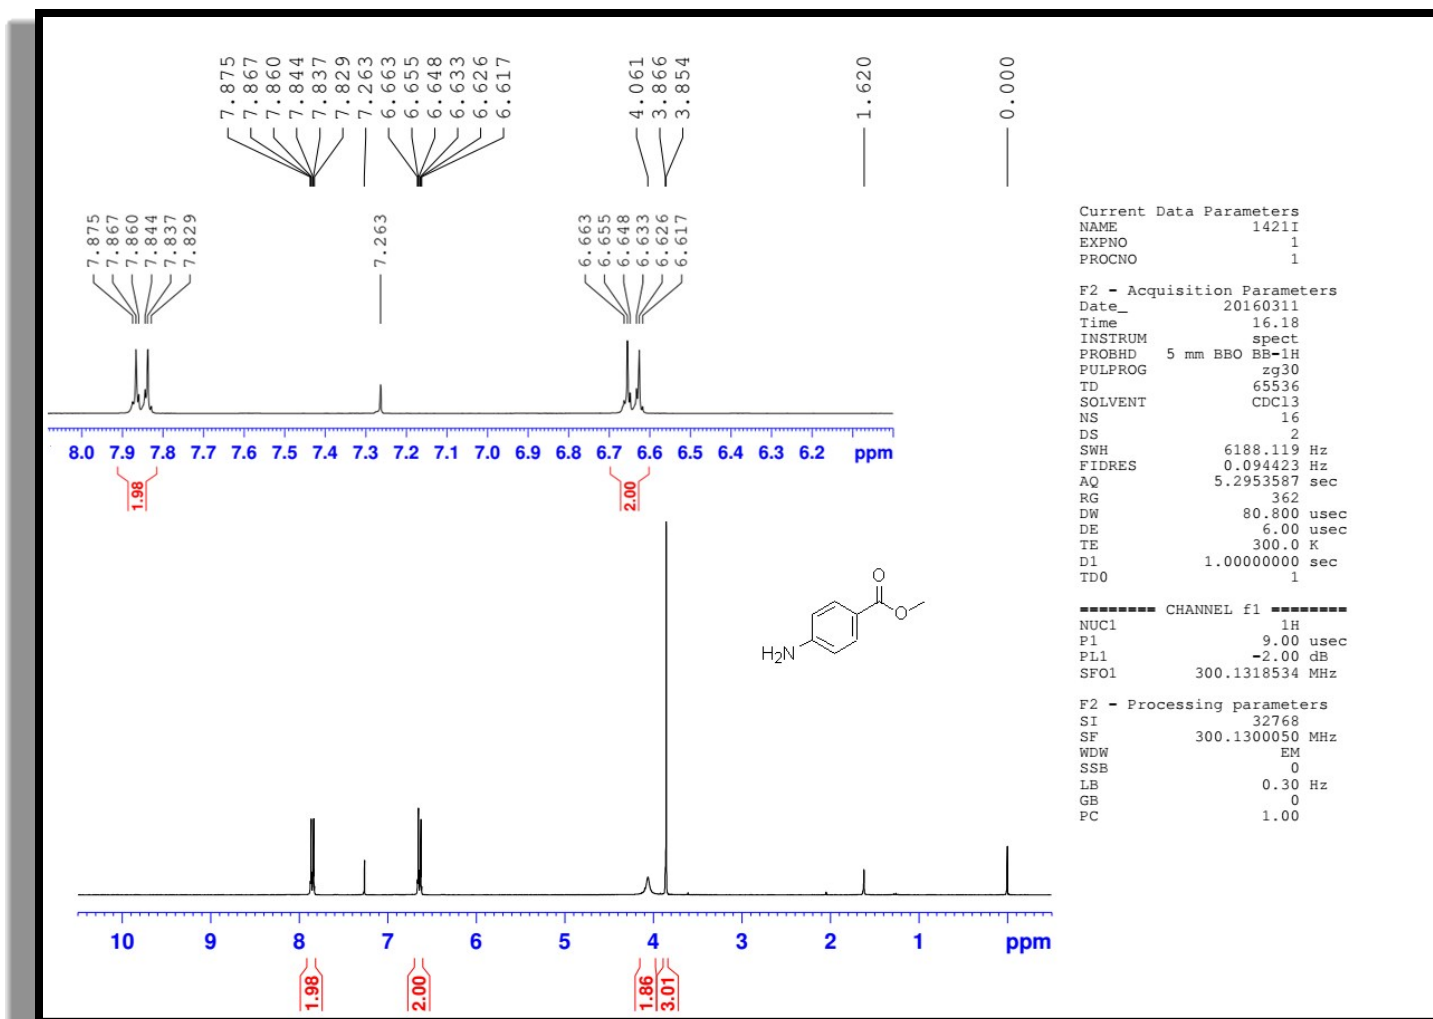 7.875
7.867
7.860
7.844
7.837
7.829
7.263
6.663
6.655
6.648
6.633
6.626
6.617
4.061
3.866
3.854
1.620
0.000
7.875
7.867
7.860
7.844
7.837
7.829
7.263
6.663
6.655
6.648
6.633
6.626
6.617
8.0 7.9 7.8 7.7 7.6 7.5 7.4 7.3 7.2 7.1 7.0 6.9 6.8 6.7 6.6 6.5 6.4 6.3 6.2 ppm
1.98
2.00
O
O
H2N
10 9 8 7 6 5 4 3 2 1 ppm
1.98
2.00
1.86
3.01
Current Data Parameters
NAME 1421I
EXPNO 1
PROCNO 1
F2 - Acquisition Parameters
Date_ 20160311
Time 16.18
INSTRUM spect
PROBHD 5 mm BBO BB-1H
PULPROG zg30
TD 65536
SOLVENT CDCl3
NS 16
DS 2
SWH 6188.119 Hz
FIDRES 0.094423 Hz
AQ 5.2953587 sec
RG 362
DW 80.800 usec
DE 6.00 usec
TE 300.0 K
D1 1.00000000 sec
TD0 1
======== CHANNEL f1 ========
NUC1 1H
P1 9.00 usec
PL1 -2.00 dB
SFO1 300.1318534 MHz
F2 - Processing parameters
SI 32768
SF 300.1300050 MHz
WDW EM
SSB 0
LB 0.30 Hz
GB 0
PC 1.00